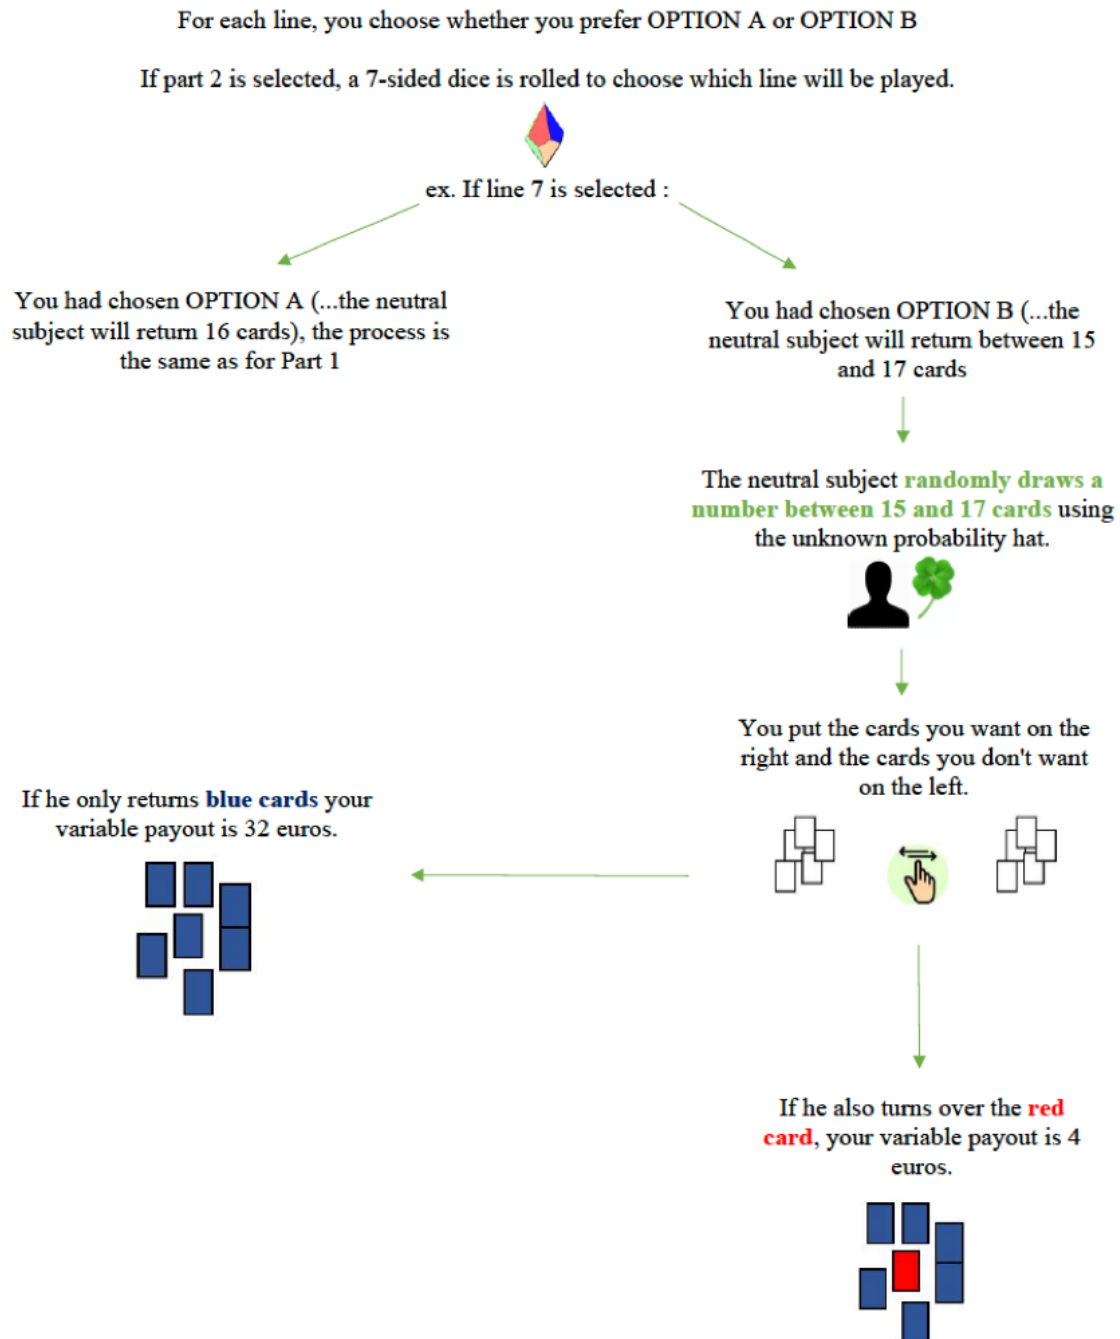 For each line, you choose whether you prefer OPTION A or OPTION B
If part 2 is selected, a 7-sided dice is rolled to choose which line will be played.
ex. If line 7 is selected :
You had chosen OPTION A (...the neutral
subject will return 16 cards), the process is
the same as for Part 1
You had chosen OPTION B (...the
neutral subject will return between 15
and 17 cards
The neutral subject randomly draws a
number between 15 and 17 cards using
the unknown probability hat.
You put the cards you want on the
right and the cards you don't want
on the left.
If he only returns blue cards your
variable payout is 32 euros.
If he also turns over the red
card, your variable payout is 4
euros.